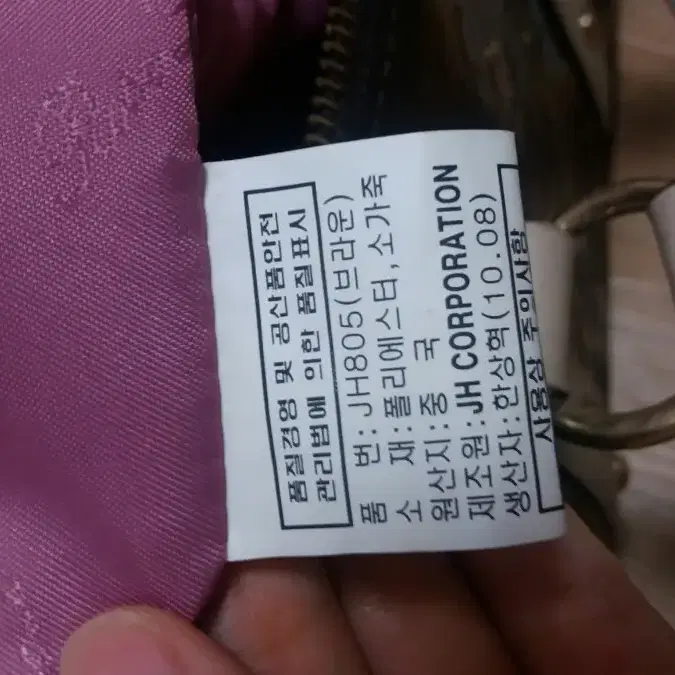 품질경영 및 공산품안전
관리법에 의한 품질표시
품 번:JH805(브라운)
소 재:폴리에스터,소가죽
원산지:중 국
제조원:JH CORPORATION
생산자:한상혁(10.08)
사용상 주의사항